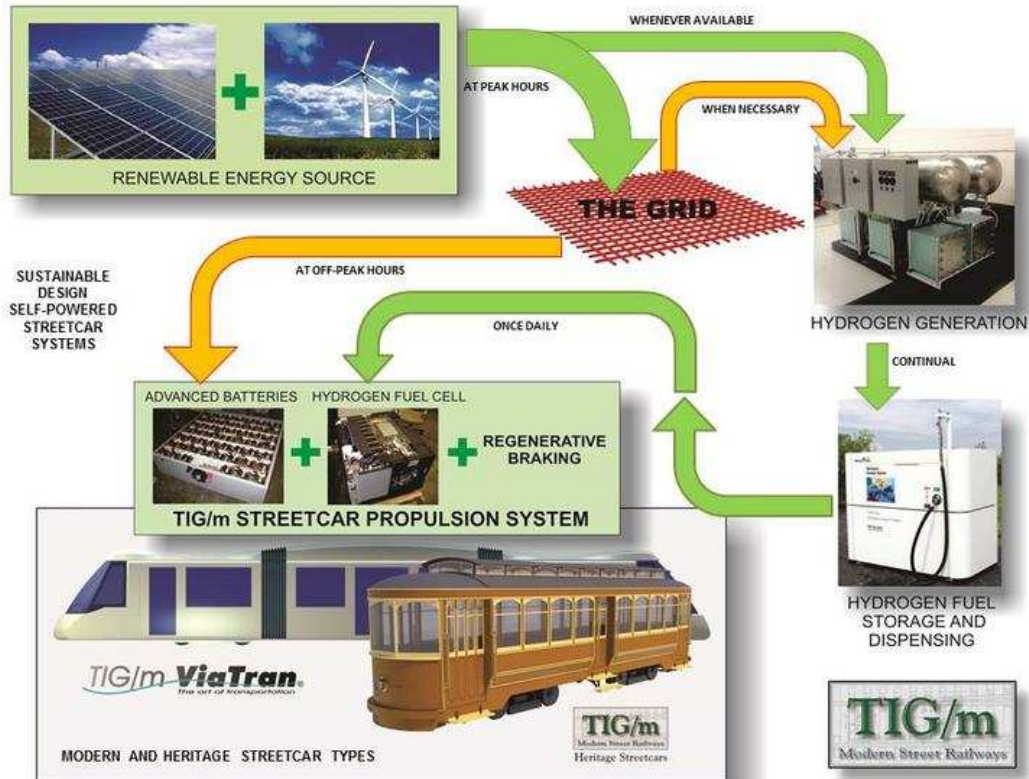 WHENEVER AVAILABLE
AT PEAK HOURS
WHEN NECESSARY
RENEWABLE ENERGY SOURCE
THE GRID
AT OFF-PEAK HOURS
SUSTAINABLE
DESIGN
SELF-POWERED
STREETCAR
SYSTEMS
HYDROGEN GENERATION
ONCE DAILY
CONTINUAL
ADVANCED BATTERIES
HYDROGEN FUEL CELL
REGENERATIVE
BRAKING
TIG/m STREETCAR PROPULSION SYSTEM
HYDROGEN FUEL
STORAGE AND
DISPENSING
TIG/m ViaTran®
The art of transportation
TIG/m
Modern Street Railways
Heritage Streetcars
MODERN AND HERITAGE STREETCAR TYPES
TIG/m
Modern Street Railways